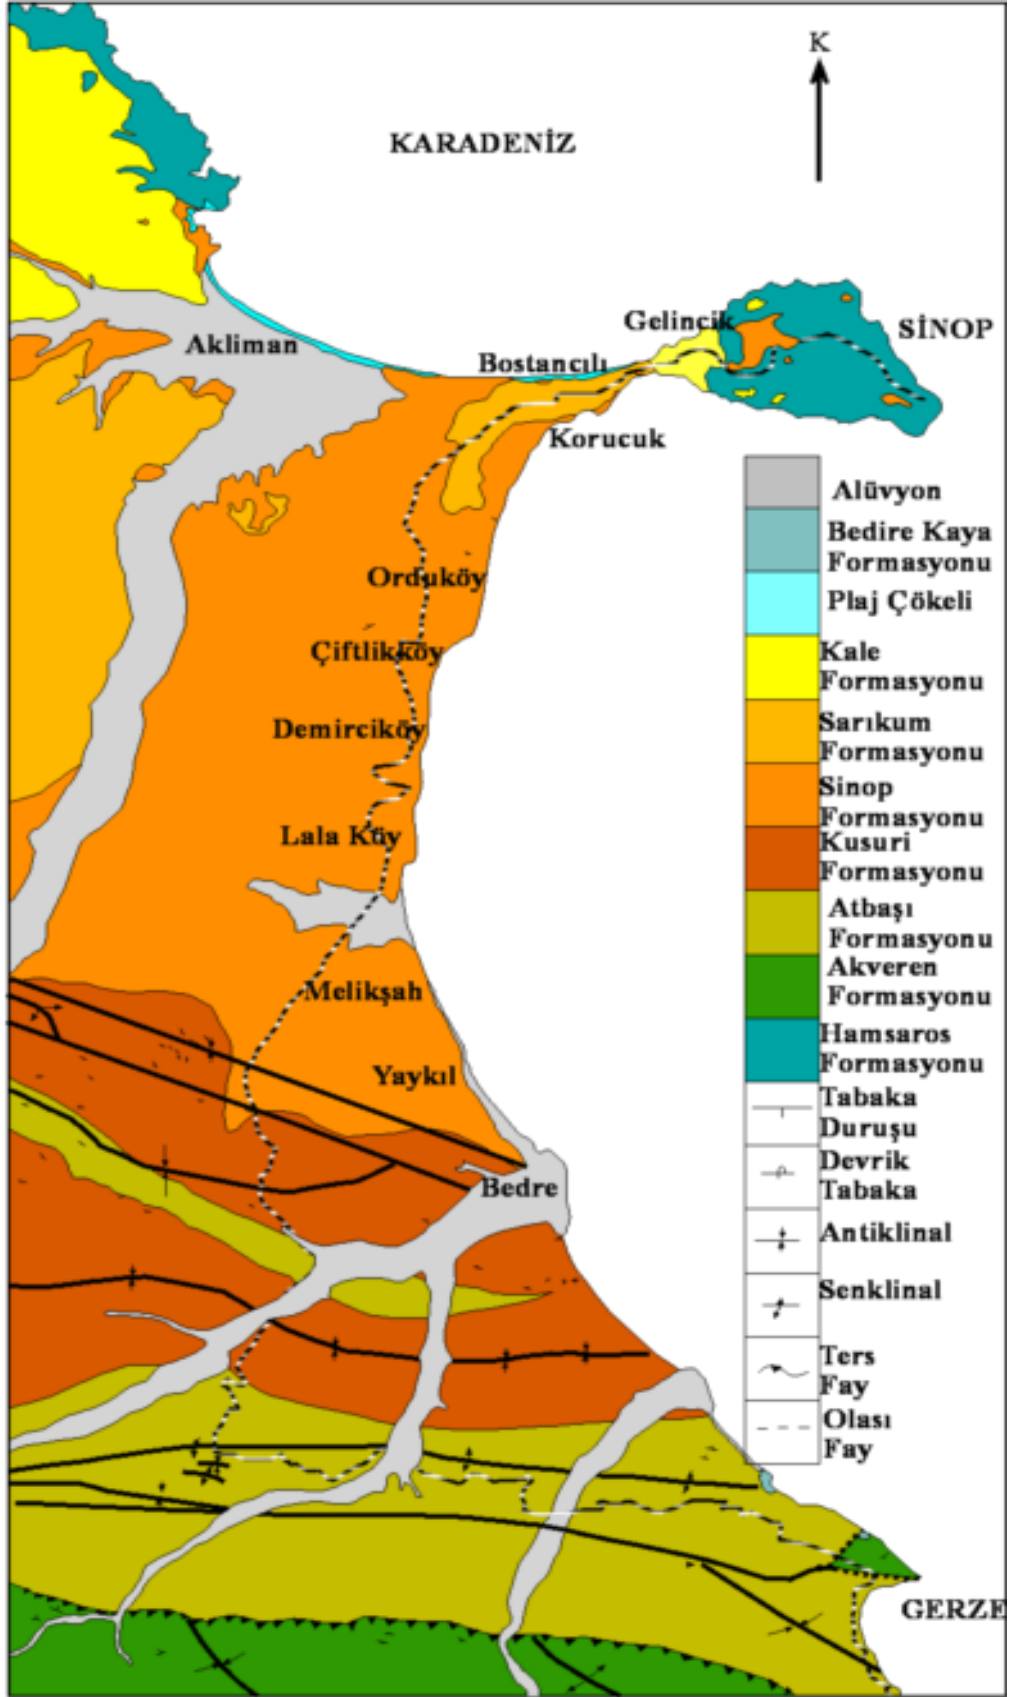 K
KARADENİZ
Gelincik
SİNOP
Akliman
Bostancılı
Korucuk
Orduköy
Çiftlikköy
Demirciköy
Lala Köy
Melikşah
Yaykıl
Bedre
GERZE
Alüvyon
Bedire Kaya
Formasyonu
Plaj Çökeli
Kale
Formasyonu
Sarıkum
Formasyonu
Sinop
Formasyonu
Kusuri
Formasyonu
Atbaşı
Formasyonu
Akveren
Formasyonu
Hamsaros
Formasyonu
Tabaka
Duruşu
Devrik
Tabaka
Antiklinal
Senklinal
Ters
Fay
Olası
Fay